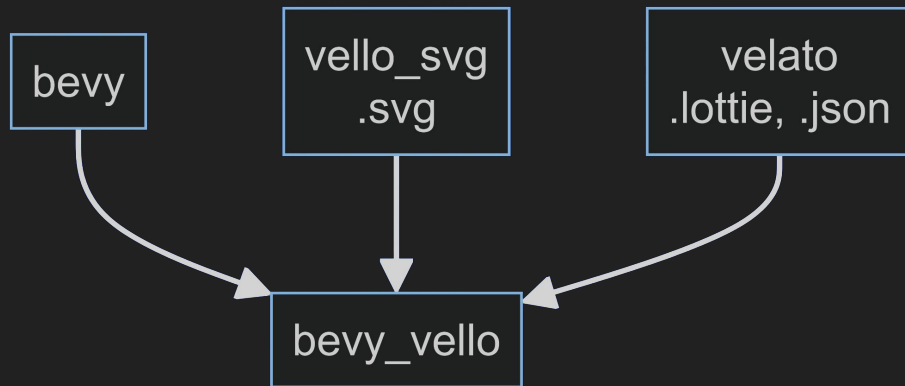 bevy
vello_svg
.svg
velato
.lottie, .json
bevy_vello